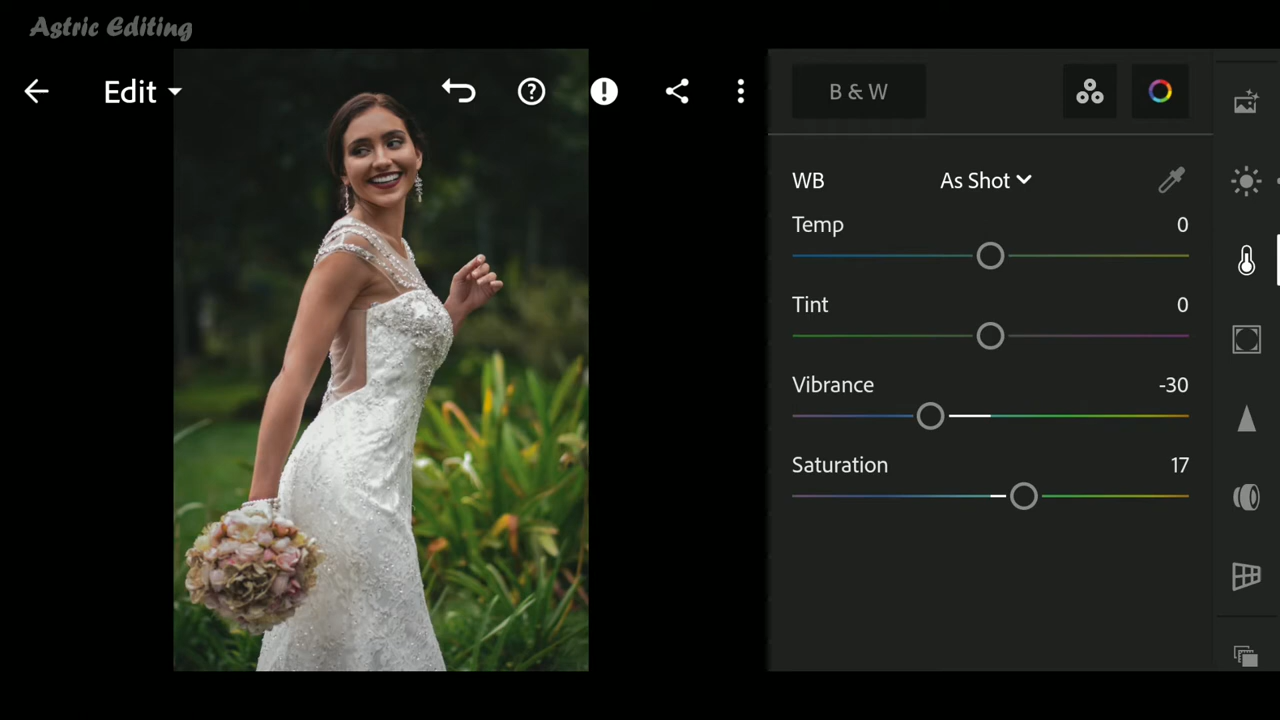 Astric Editing
Edit
B & W
WB As Shot
Temp 0
Tint 0
Vibrance -30
Saturation 17